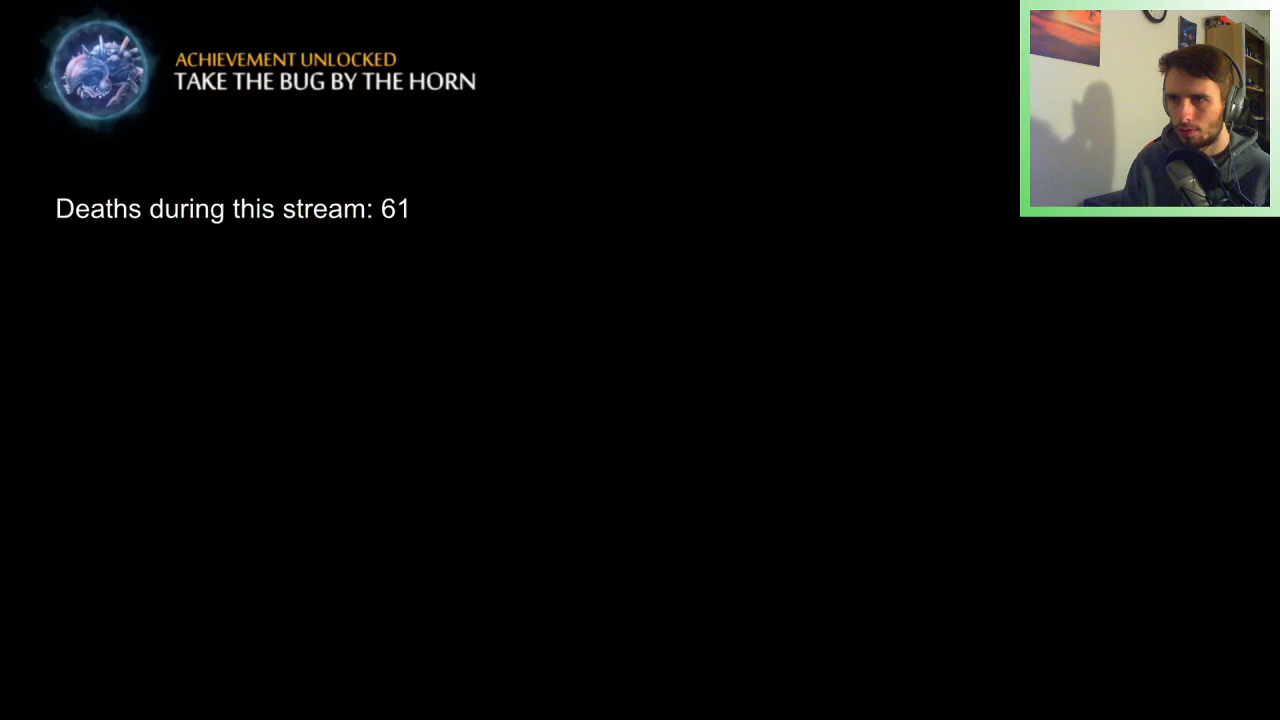 ACHIEVEMENT UNLOCKED
TAKE THE BUG BY THE HORN
Deaths during this stream: 61